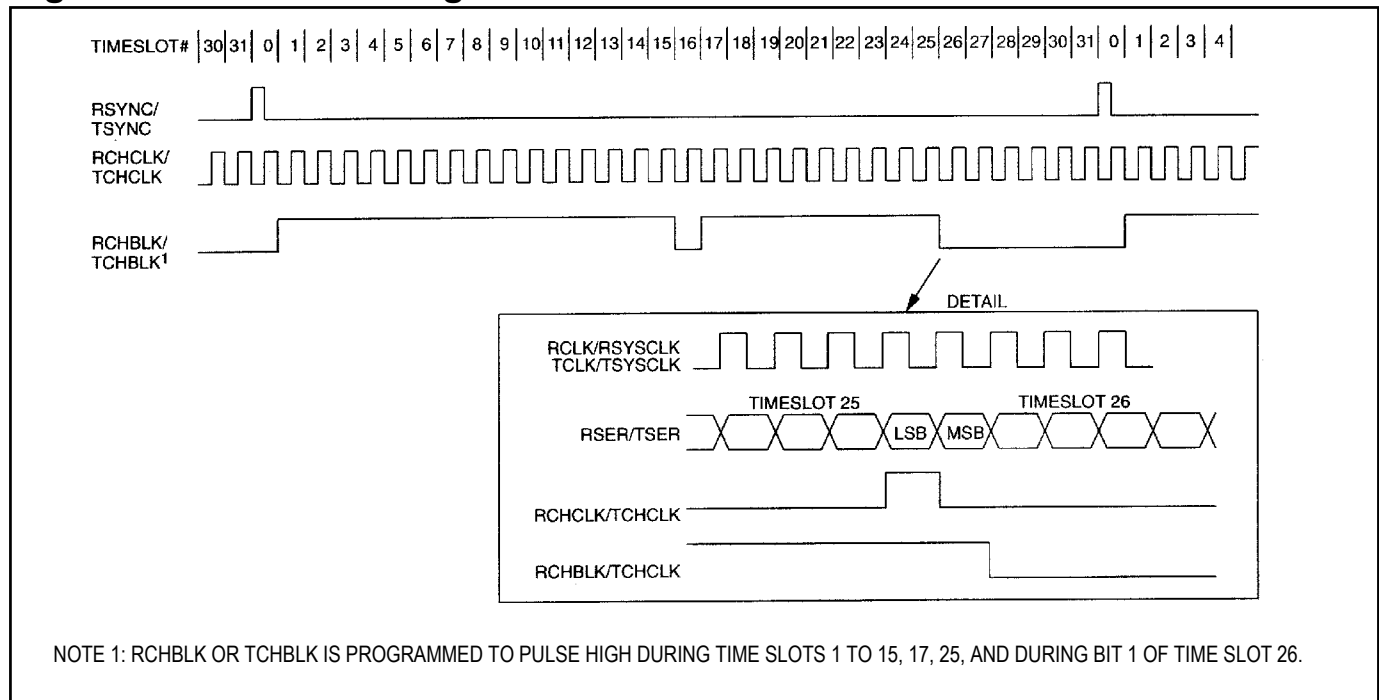 TIMESLOT# 30 31 0 1 2 3 4 5 6 7 8 9 10 11 12 13 14 15 16 17 18 19 20 21 22 23 24 25 26 27 28 29 30 31 0 1 2 3 4
RSYNC/
TSYNC
RCHCLK/
TCHCLK
RCHBLK/
TCHBLK1
DETAIL
RCLK/RSYSCLK
TCLK/TSYSCLK
TIMESLOT 25 TIMESLOT 26
RSER/TSER LSB MSB
RCHCLK/TCHCLK
RCHBLK/TCHCLK
NOTE 1: RCHBLK OR TCHBLK IS PROGRAMMED TO PULSE HIGH DURING TIME SLOTS 1 TO 15, 17, 25, AND DURING BIT 1 OF TIME SLOT 26.